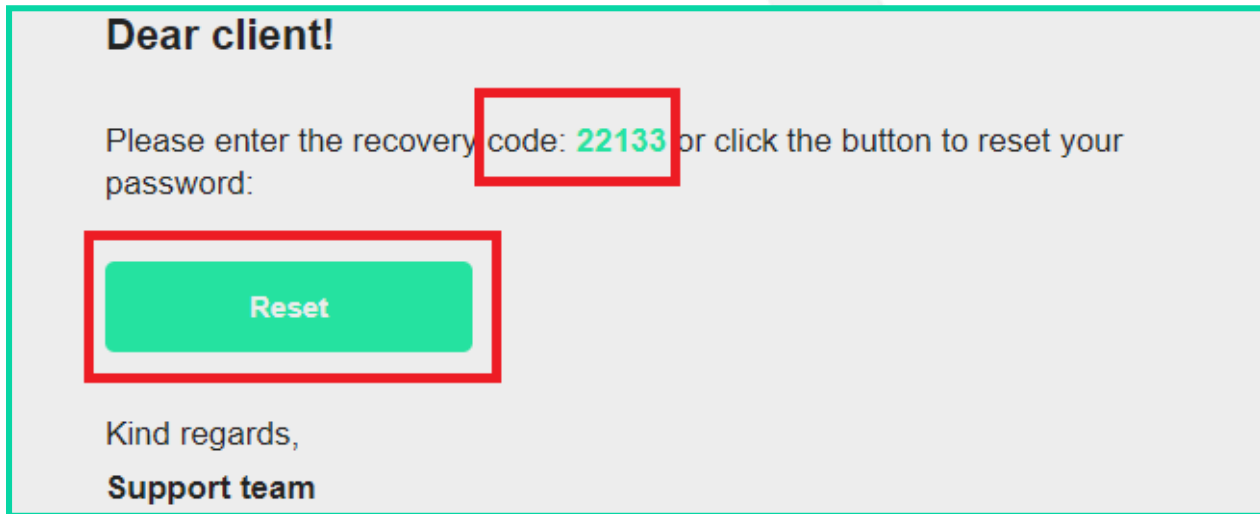 Dear client!
Please enter the recovery code: 22133 or click the button to reset your
password:
Reset
Kind regards,
Support team